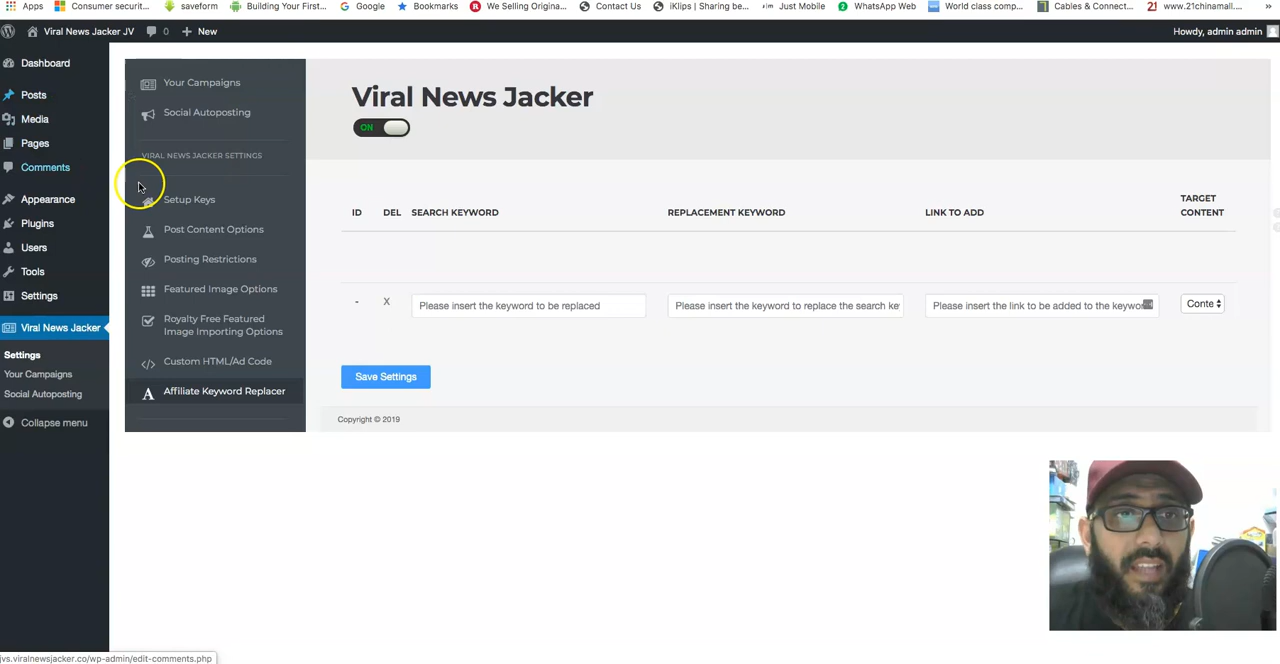 Apps
Consumer securit...
saveform
Building Your First...
Google
Bookmarks
We Selling Origina...
Contact Us
iKlips | Sharing be...
Just Mobile
WhatsApp Web
World class comp...
Cables & Connect...
www.21chinamall....
»
Viral News Jacker JV
0
+ New
Howdy, admin admin
Dashboard
Posts
Media
Pages
Comments
Appearance
Plugins
Users
Tools
Settings
Viral News Jacker
Settings
Your Campaigns
Social Autoposting
Collapse menu
Your Campaigns
Social Autoposting
VIRAL NEWS JACKER SETTINGS
Setup Keys
Post Content Options
Posting Restrictions
Featured Image Options
Royalty Free Featured
Image Importing Options
Custom HTML/Ad Code
Affiliate Keyword Replacer
Viral News Jacker
ON
ID
DEL
SEARCH KEYWORD
REPLACEMENT KEYWORD
LINK TO ADD
TARGET
CONTENT
-
X
Please insert the keyword to be replaced
Please insert the keyword to replace the search ke
Please insert the link to be added to the keywor
Conte
Save Settings
Copyright © 2019
jvs.viralnewsjacker.co/wp-admin/edit-comments.php